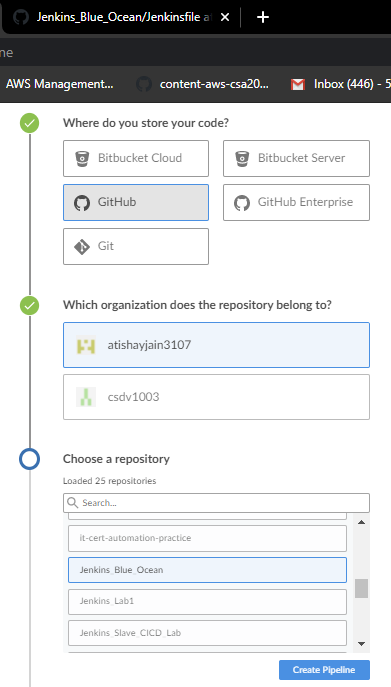 Jenkins_Blue_Ocean/Jenkinsfile at
me
AWS Management... content-aws-csa20... Inbox (446) - 5
Where do you store your code?
Bitbucket Cloud Bitbucket Server
GitHub GitHub Enterprise
Git
Which organization does the repository belong to?
atishayjain3107
csdv1003
Choose a repository
Loaded 25 repositories
Search...
it-cert-automation-practice
Jenkins_Blue_Ocean
Jenkins_Lab1
Jenkins_Slave_CICD_Lab
Create Pipeline